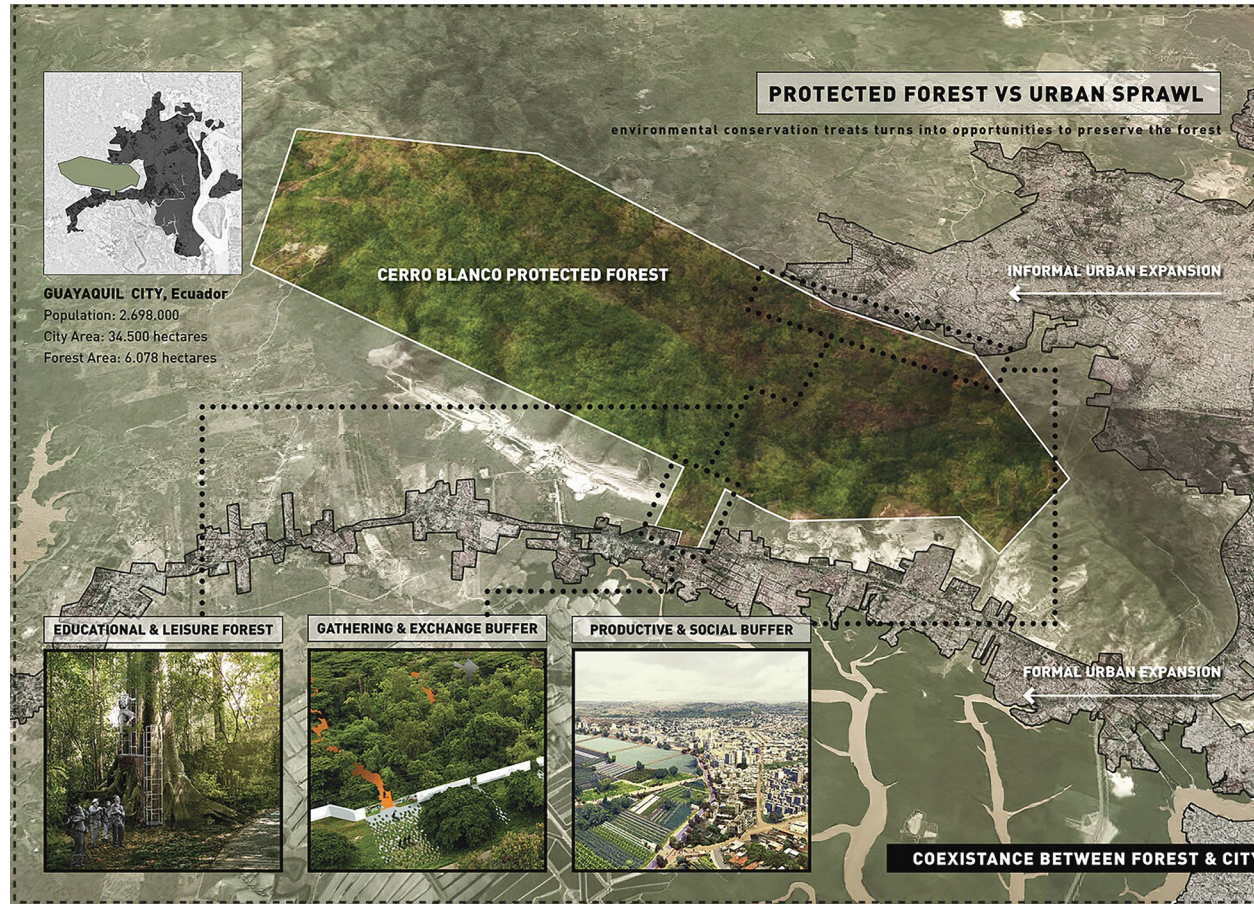 PROTECTED FOREST VS URBAN SPRAWL
environmental conservation treats turns into opportunities to preserve the forest
GUAYAQUIL CITY, Ecuador
Population: 2.698.000
City Area: 34.500 hectares
Forest Area: 6.078 hectares
CERRO BLANCO PROTECTED FOREST
INFORMAL URBAN EXPANSION
EDUCATIONAL & LEISURE FOREST
GATHERING & EXCHANGE BUFFER
PRODUCTIVE & SOCIAL BUFFER
FORMAL URBAN EXPANSION
COEXISTANCE BETWEEN FOREST & CITY